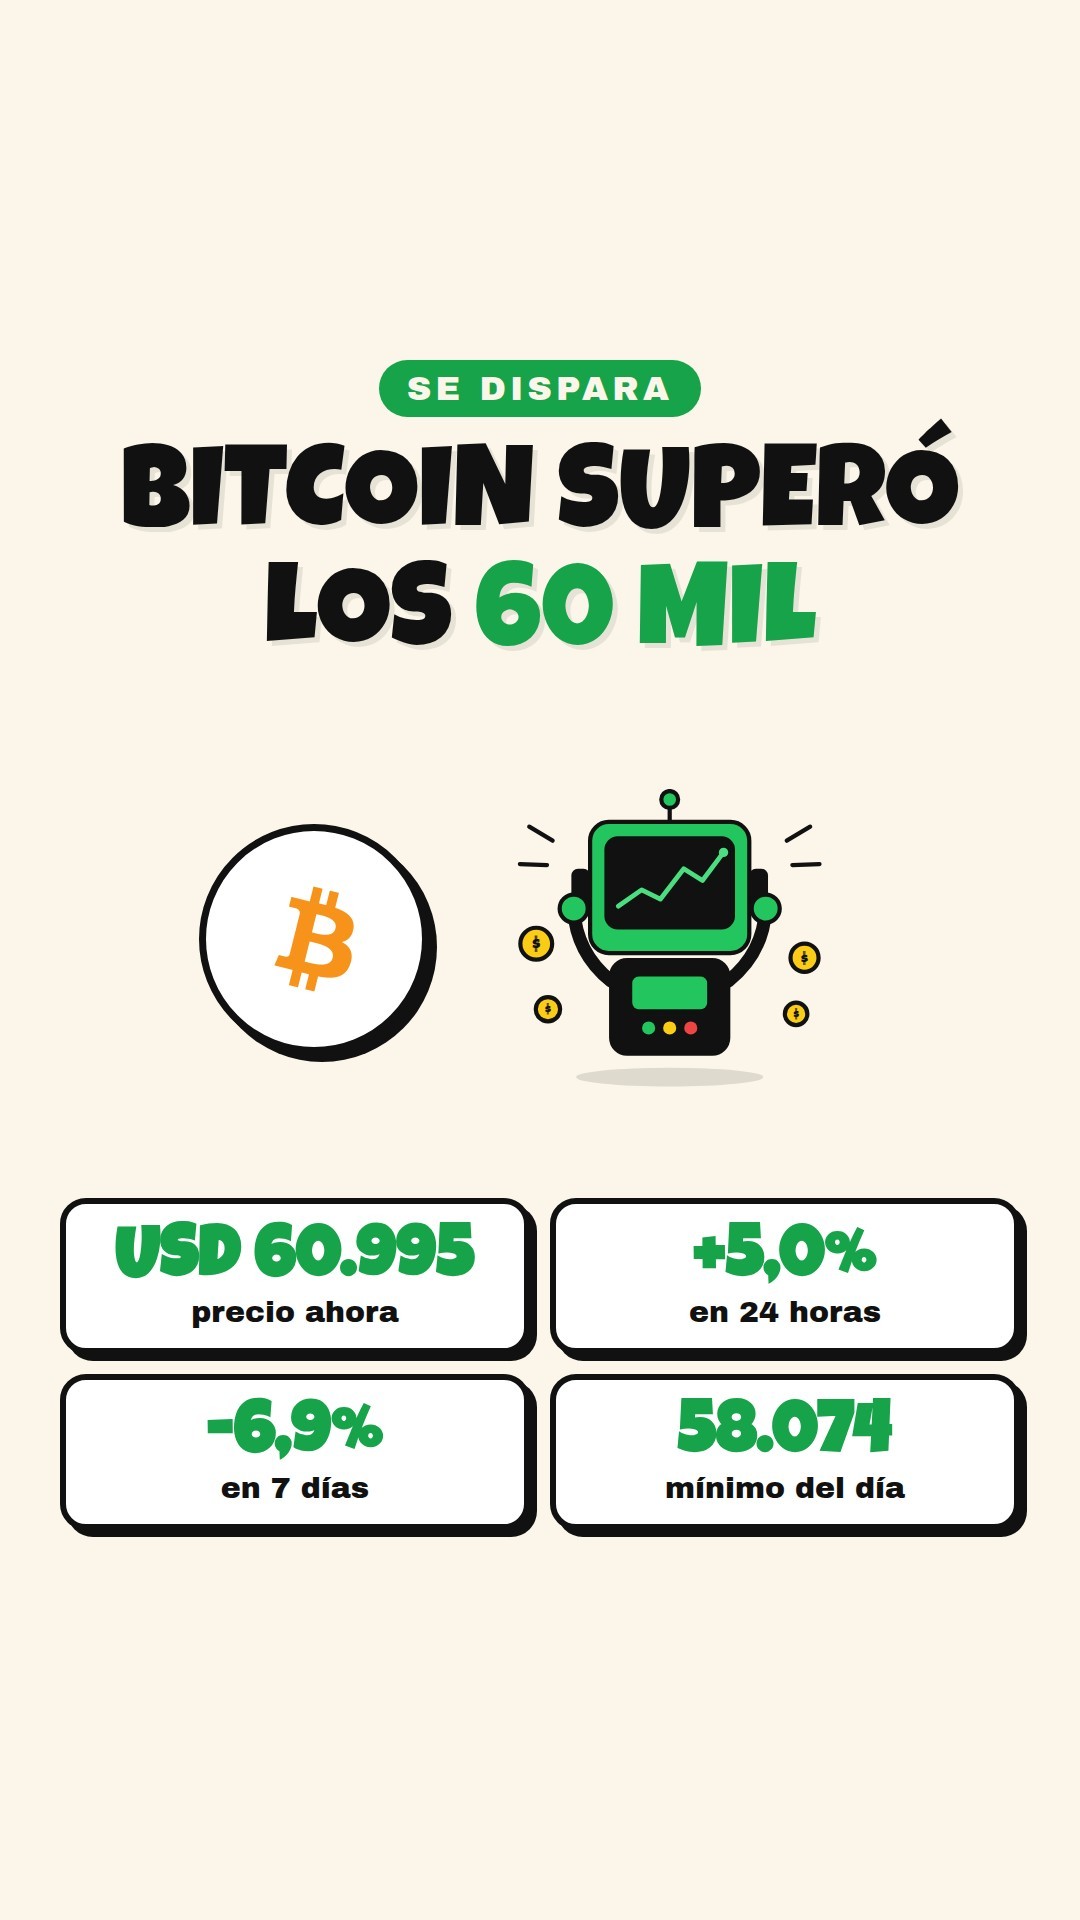 SE DISPARA
BITCOIN SUPERÓ
LOS 60 MIL
₿
$
$
$
$
USD 60.995
precio ahora
+5,0%
en 24 horas
-6,9%
en 7 días
58.074
mínimo del día